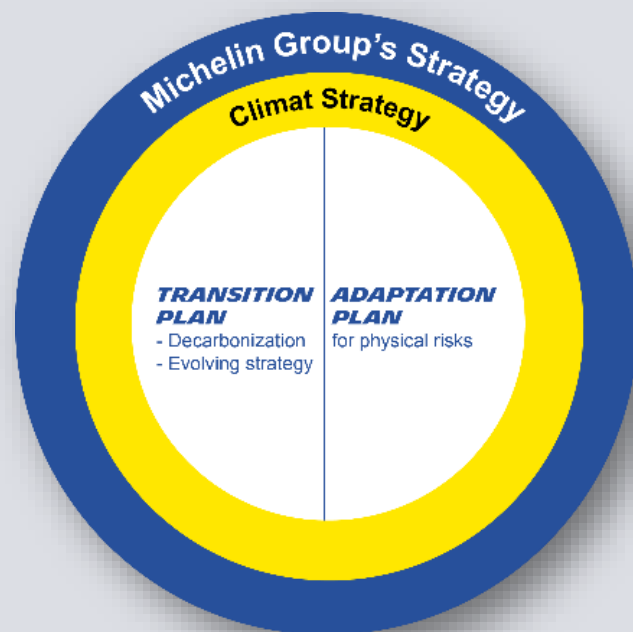 Michelin Group's Strategy
Climat Strategy
TRANSITION
PLAN
- Decarbonization
- Evolving strategy
ADAPTATION
PLAN
for physical risks